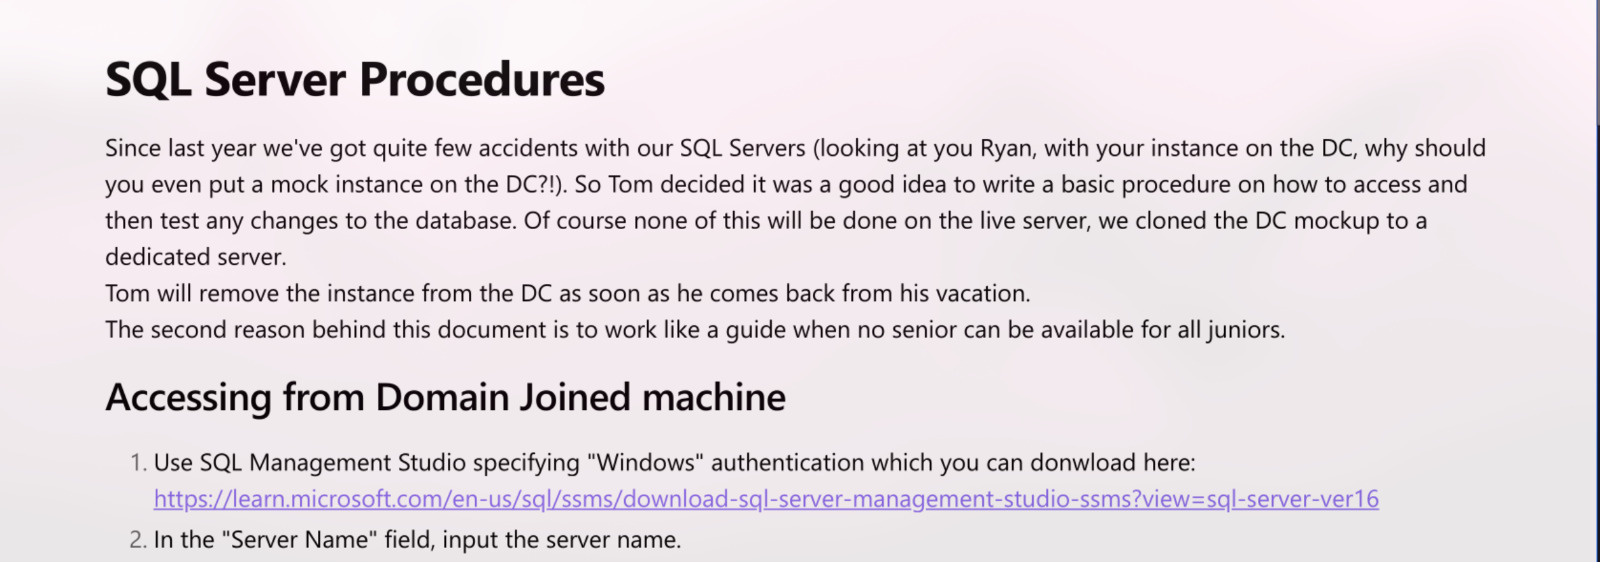 SQL Server Procedures
Since last year we've got quite few accidents with our SQL Servers (looking at you Ryan, with your instance on the DC, why should
you even put a mock instance on the DC?!). So Tom decided it was a good idea to write a basic procedure on how to access and
then test any changes to the database. Of course none of this will be done on the live server, we cloned the DC mockup to a
dedicated server.
Tom will remove the instance from the DC as soon as he comes back from his vacation.
The second reason behind this document is to work like a guide when no senior can be available for all juniors.
Accessing from Domain Joined machine
1. Use SQL Management Studio specifying "Windows" authentication which you can donwload here:
https://learn.microsoft.com/en-us/sql/ssms/download-sql-server-management-studio-ssms?view=sql-server-ver16
2. In the "Server Name" field, input the server name.